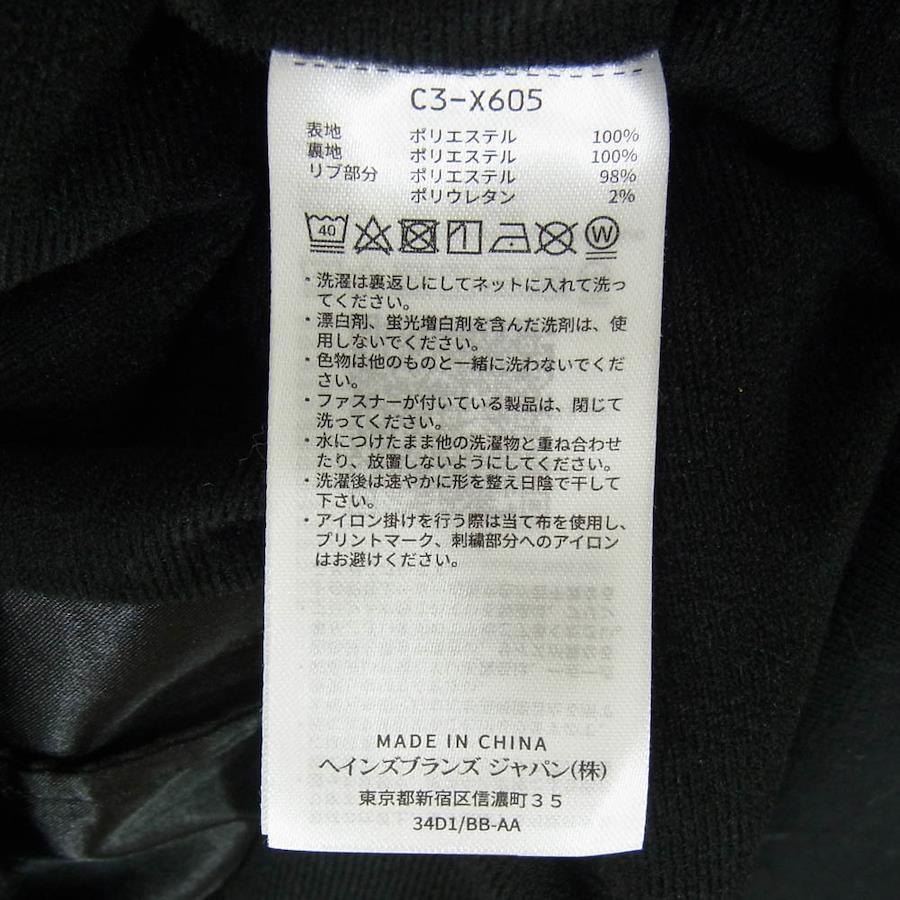 C3-X605
表地 ポリエステル 100%
裏地 ポリエステル 100%
リブ部分 ポリエステル 98%
ポリウレタン 2%
40 W
・洗濯は裏返しにしてネットに入れて洗っ
てください。
・漂白剤、蛍光増白剤を含んだ洗剤は、使
用しないでください。
・色物は他のものと一緒に洗わないでくだ
さい。
・ファスナーが付いている製品は、閉じて
洗ってください。
・水につけたまま他の洗濯物と重ね合わせ
たり、放置しないようにしてください。
・洗濯後は速やかに形を整え日陰で干して
下さい。
・アイロン掛けを行う際は当て布を使用し、
プリントマーク、刺繍部分へのアイロン
はお避けください。
MADE IN CHINA
ヘインズブランズ ジャパン(株)
東京都新宿区信濃町35
34D1/BB-AA